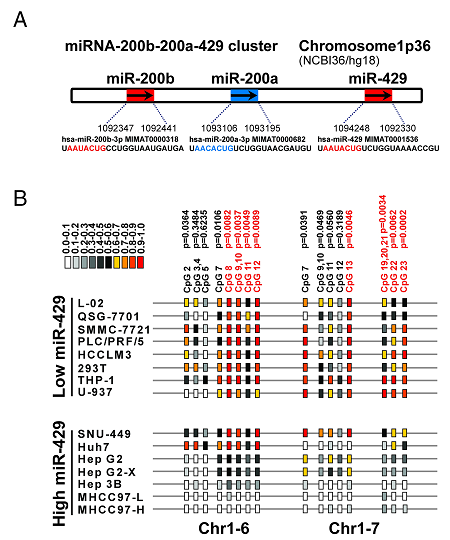 A
miRNA-200b-200a-429 cluster Chromosome1p36
(NCBI36/hg18)
miR-200b miR-200a miR-429
1092347 1092441 1093106 1093195 1094248 1092330
hsa-miR-200b-3p MIMAT0000318 hsa-miR-200a-3p MIMAT0000682 hsa-miR-429 MIMAT0001536
UAAUACUGCCUGGUAAUGAUGA UAACACUGUCUGGUAACGAUGU UAAUACUGUCUGGUAAAACCGU
B
0.0-0.1
0.1-0.2
0.2-0.3
0.3-0.4
0.4-0.5
0.5-0.6
0.6-0.7
0.7-0.8
0.8-0.9
0.9-1.0
CpG 2 p=0.0364
CpG 3,4 p=0.3484
CpG 5 p=0.6235
CpG 7 p=0.0106
CpG 8 p=0.0082
CpG 9,10 p=0.0037
CpG 11 p=0.0049
CpG 12 p=0.0089
CpG 7 p=0.0391
CpG 9,10 p=0.0469
CpG 11 p=0.0560
CpG 12 p=0.3189
CpG 13 p=0.0046
CpG 19,20,21 p=0.0034
CpG 22 p=0.0062
CpG 23 p=0.0002
Low miR-429
L-02
QSG-7701
SMMC-7721
PLC/PRF/5
HCCLM3
293T
THP-1
U-937
High miR-429
SNU-449
Huh7
Hep G2
Hep G2-X
Hep 3B
MHCC97-L
MHCC97-H
Chr1-6 Chr1-7